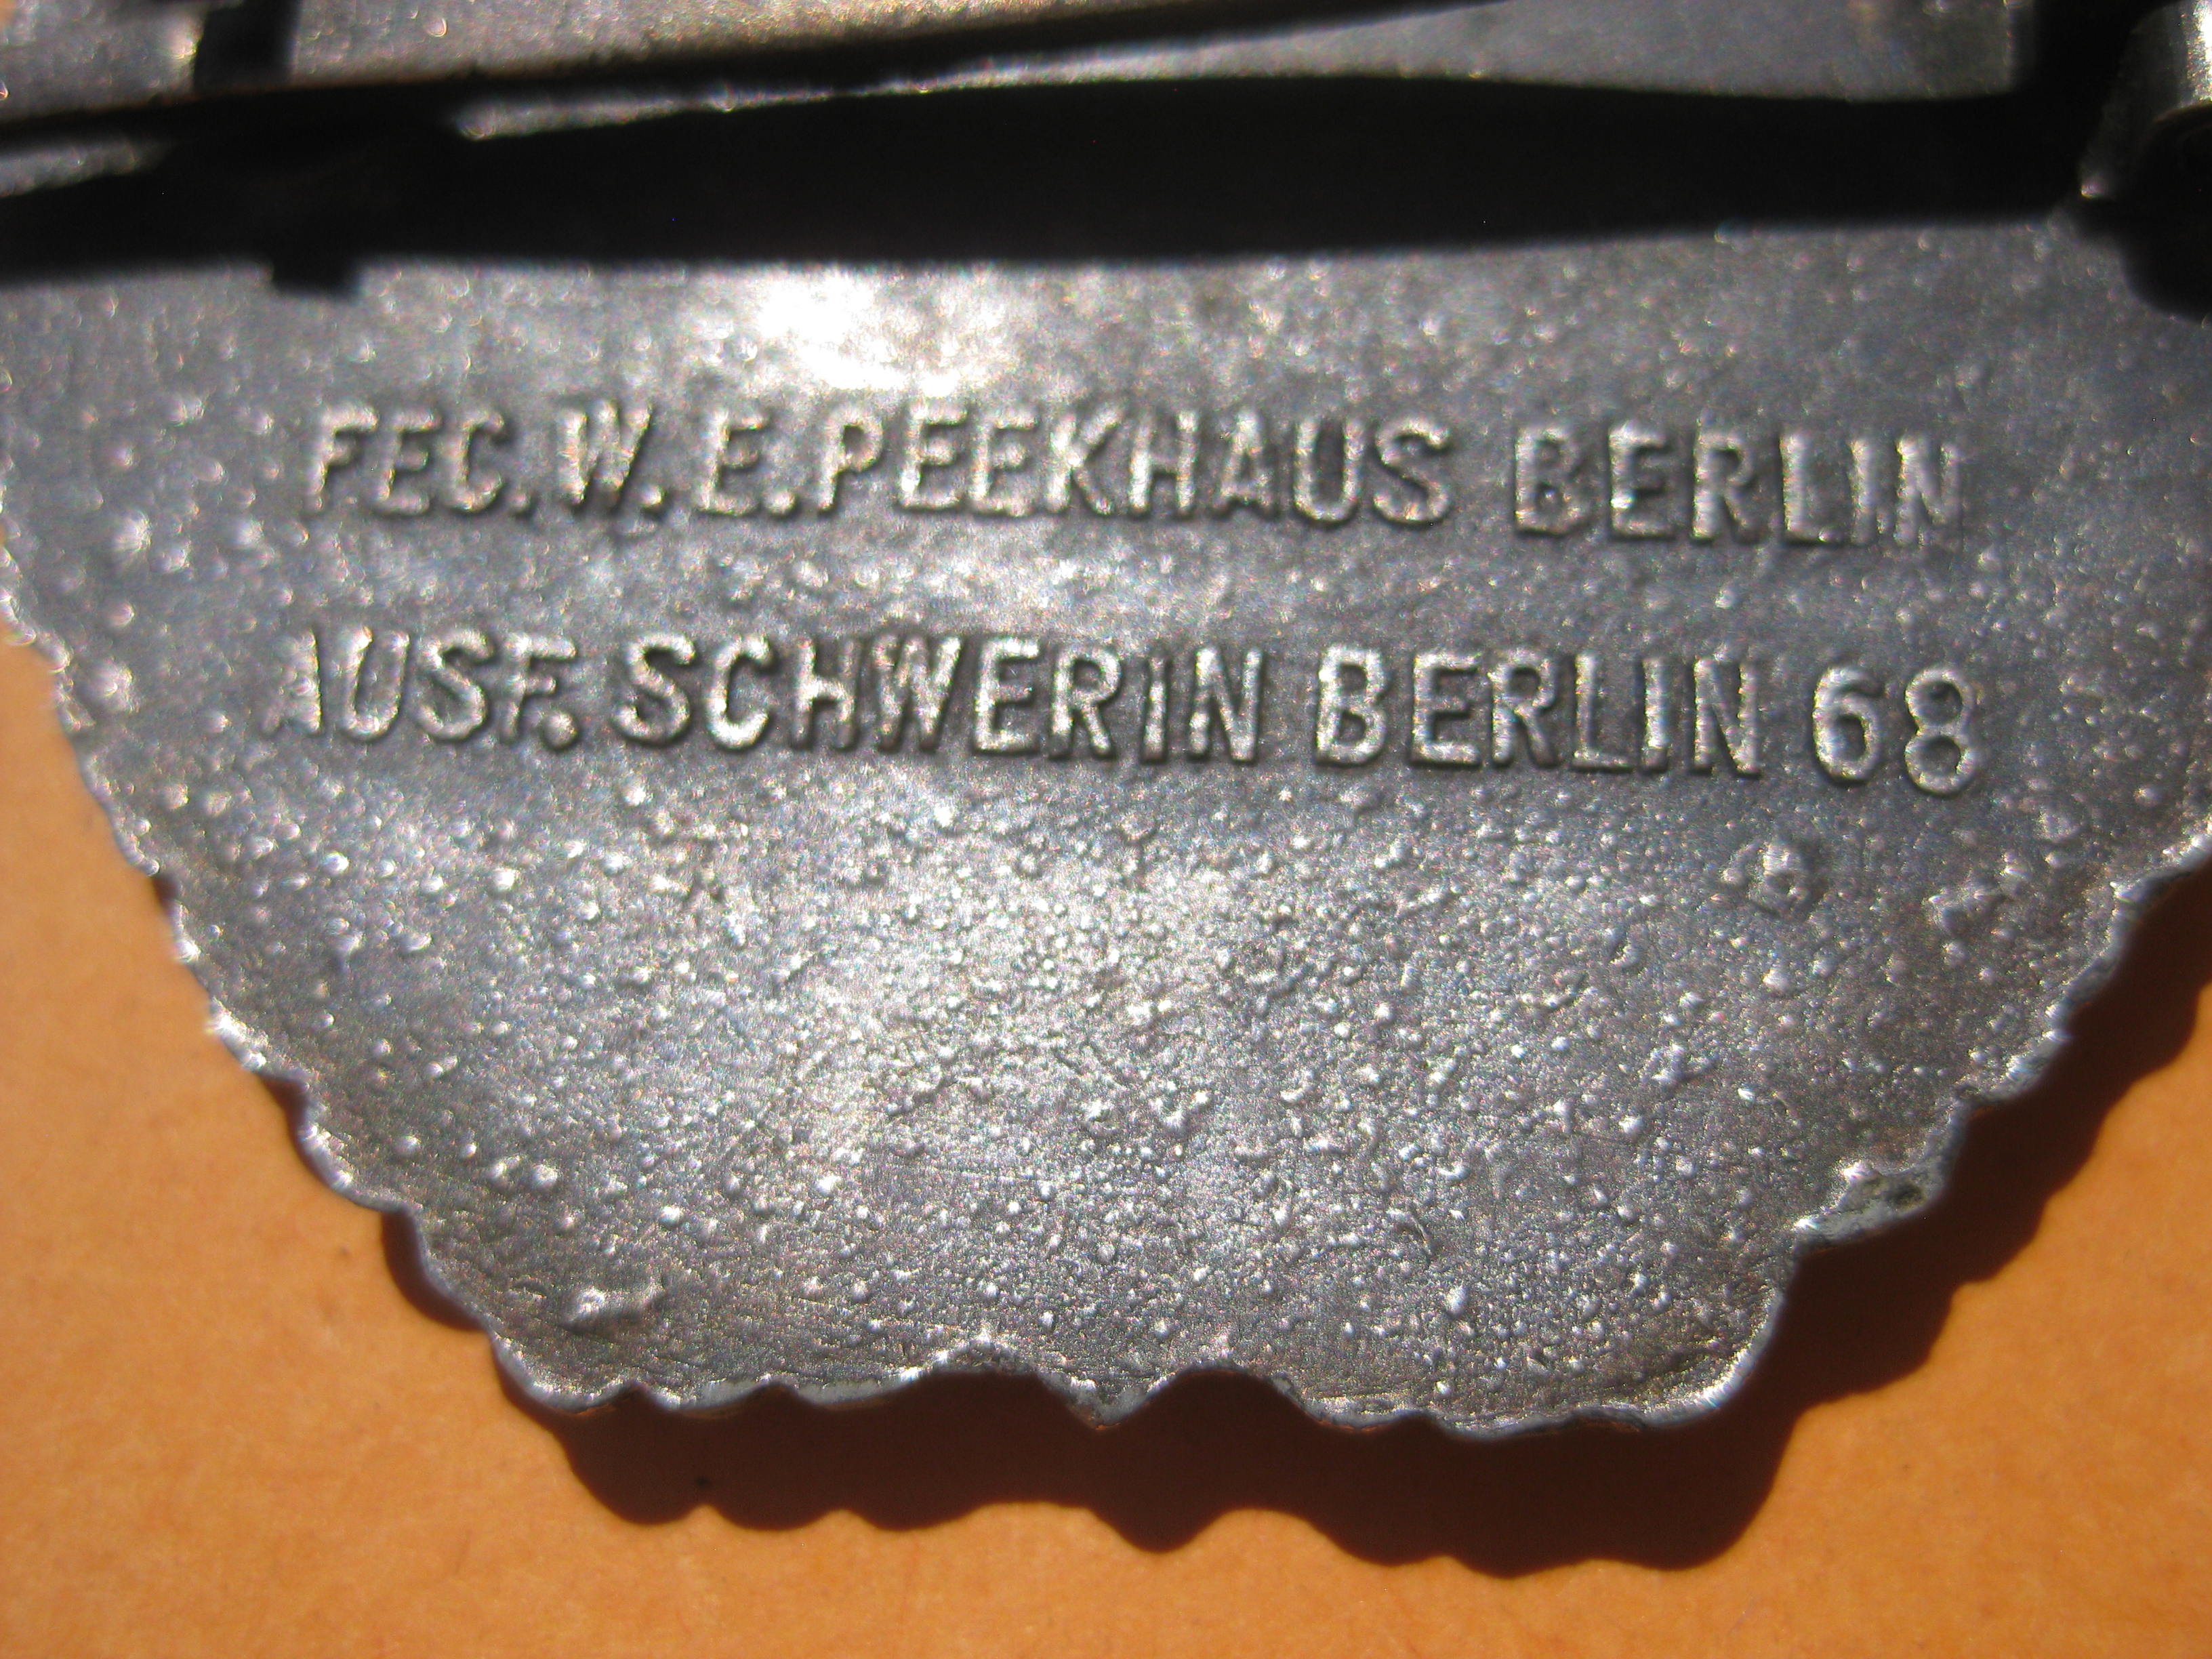 FEC. W. E. PEEKHAUS BERLIN
AUSF. SCHWERIN BERLIN 68